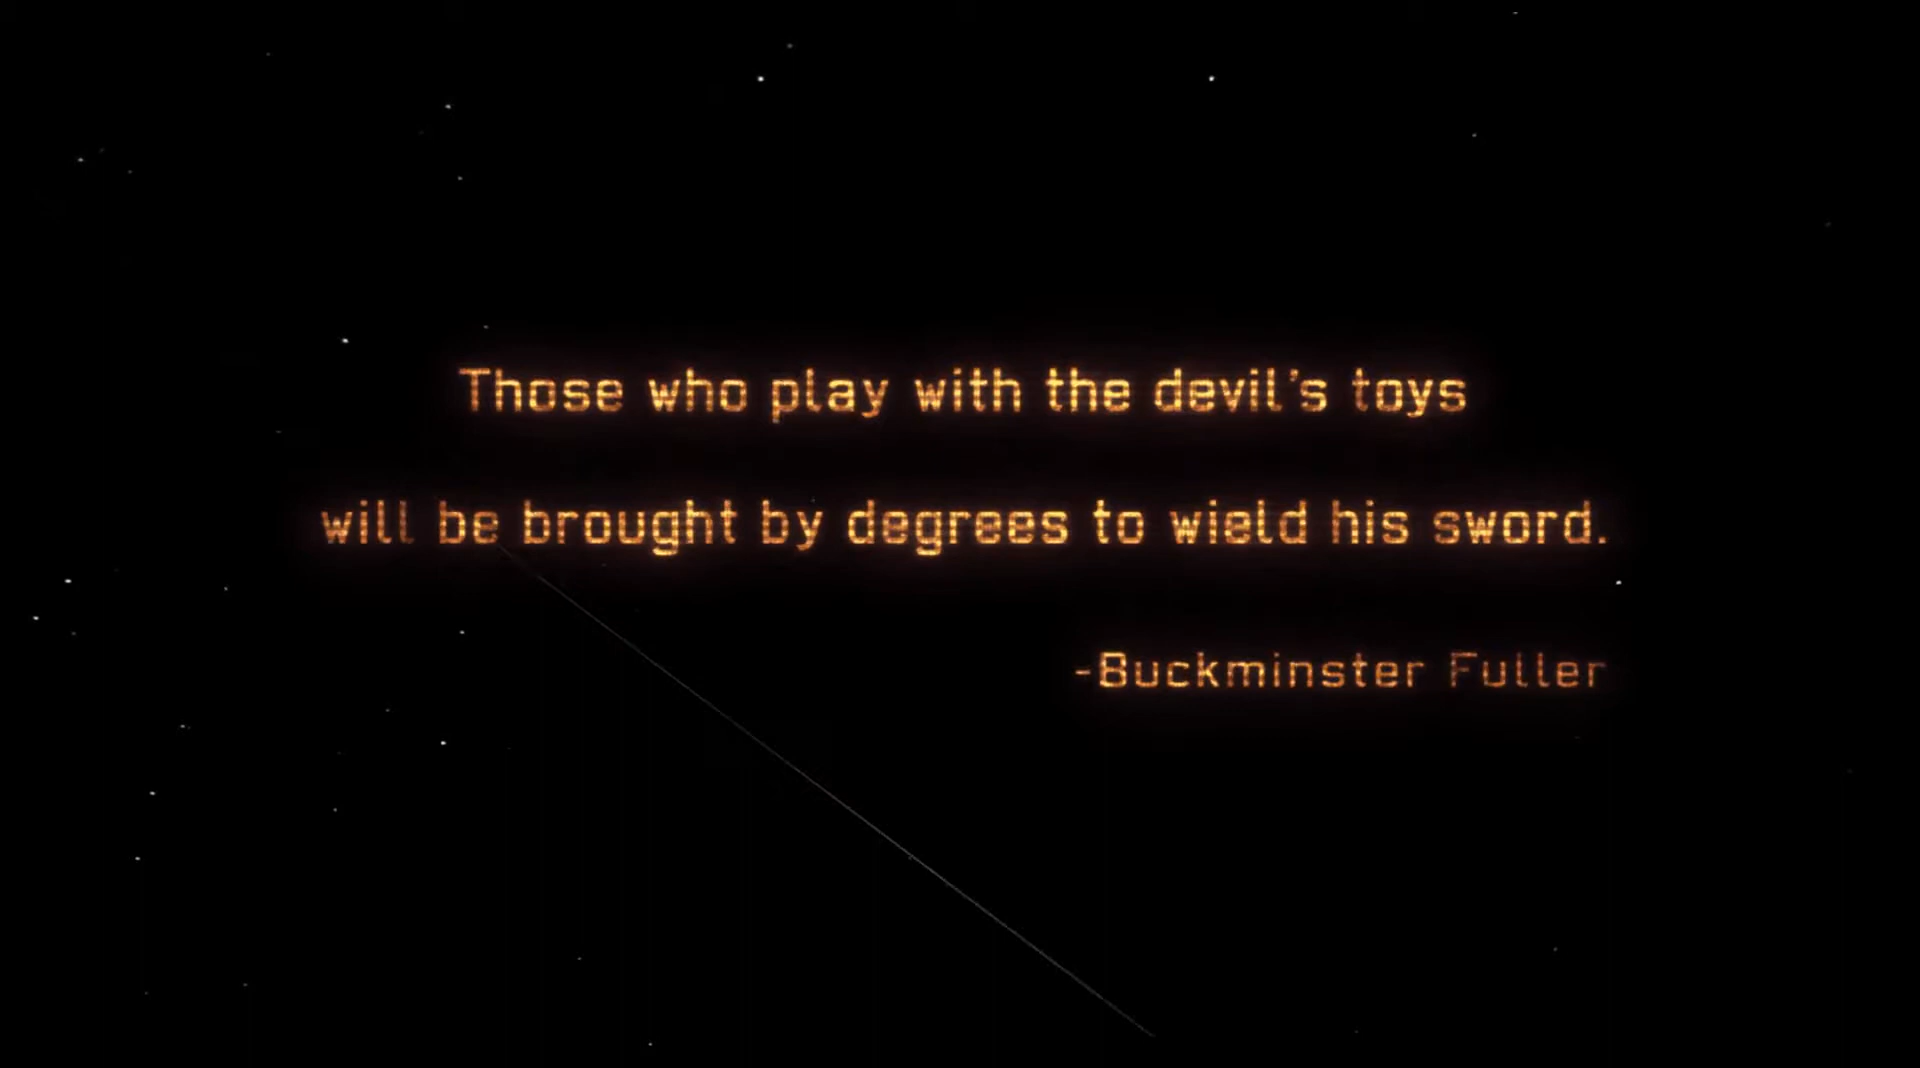 Those who play with the devil's toys
will be brought by degrees to wield his sword.
-Buckminster Fuller